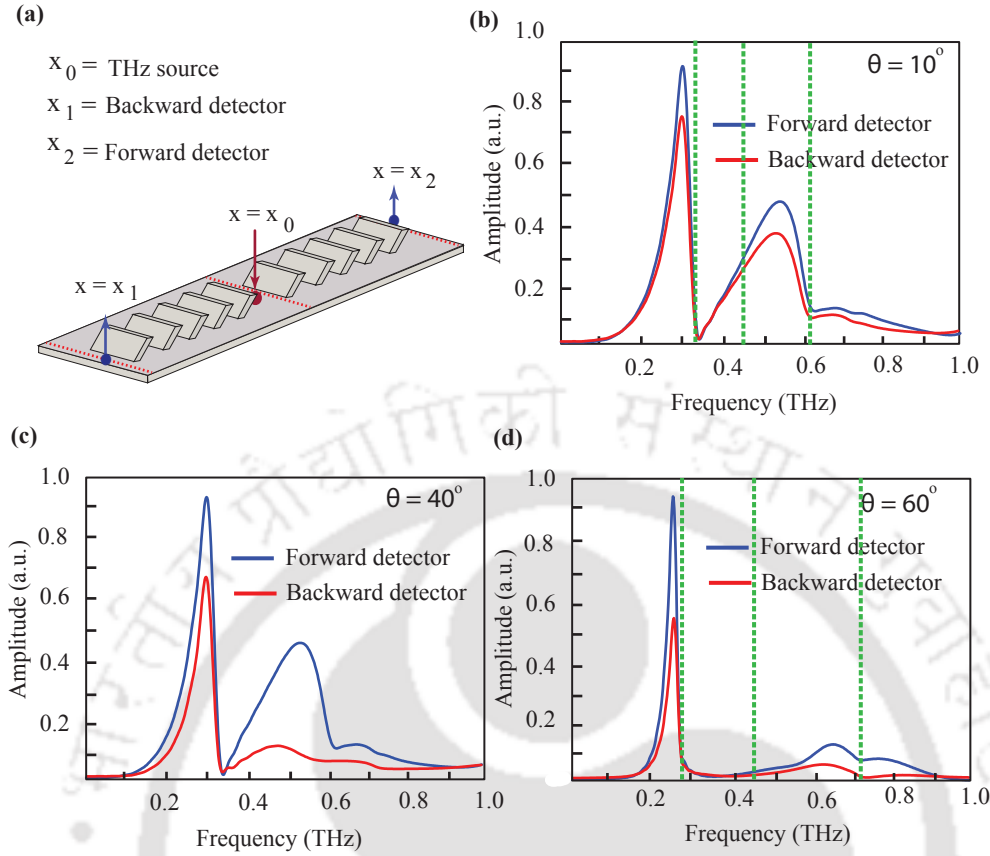 (a)
x0 = THz source
x1 = Backward detector
x2 = Forward detector
x = x2
x = x0
x = x1
(b)
1.0
0.8
0.6
0.4
0.2
Amplitude (a.u.)
θ = 10°
Forward detector
Backward detector
0.2 0.4 0.6 0.8 1.0
Frequency (THz)
(c)
1.0
0.8
0.6
0.4
0.2
Amplitude (a.u.)
θ = 40°
Forward detector
Backward detector
0.2 0.4 0.6 0.8 1.0
Frequency (THz)
(d)
1.0
0.8
0.6
0.4
0.2
Amplitude (a.u.)
θ = 60°
Forward detector
Backward detector
0.2 0.4 0.6 0.8 1.0
Frequency (THz)